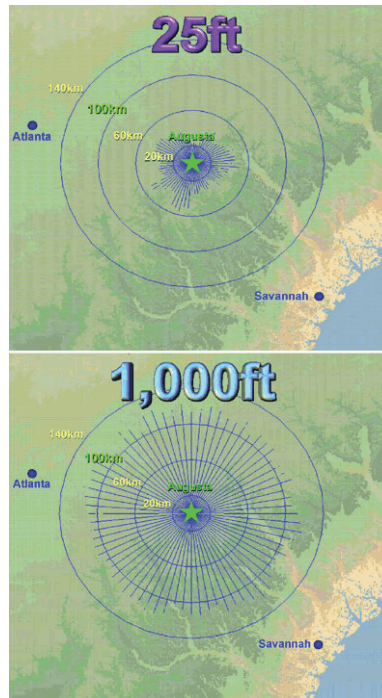 25ft
140km
100km
Atlanta
60km
Augusta
20km
Savannah
1,000ft
140km
100km
Atlanta
60km
Augusta
20km
Savannah